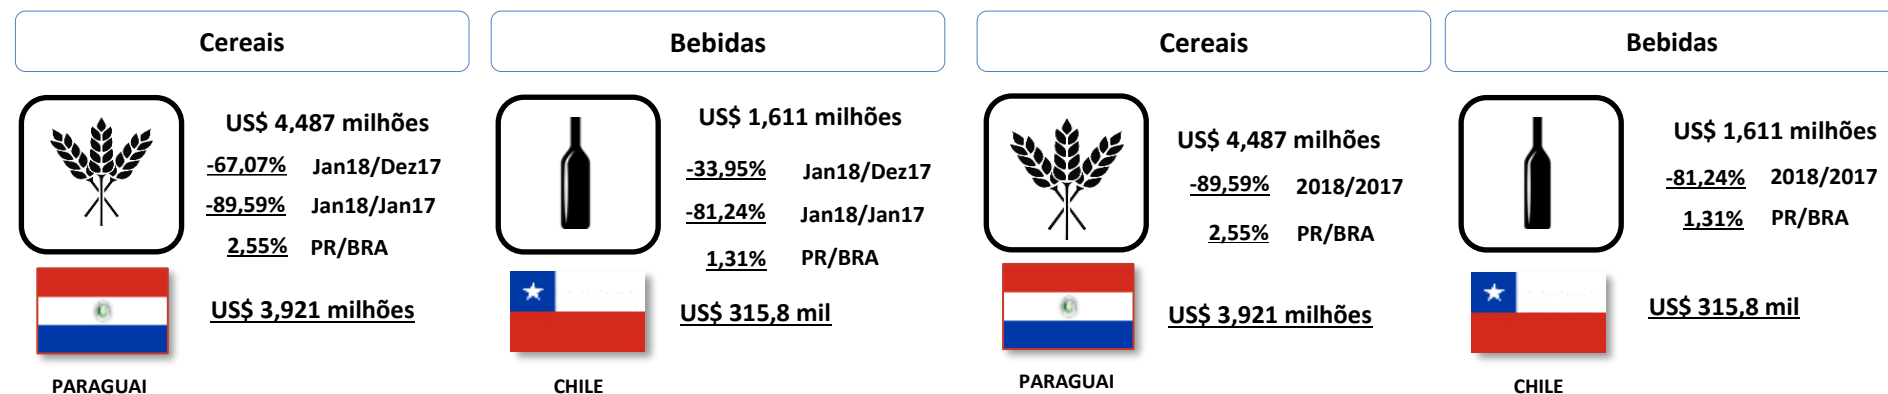 Cereais
US$ 4,487 milhões
-67,07% Jan18/Dez17
-89,59% Jan18/Jan17
2,55% PR/BRA
US$ 3,921 milhões
PARAGUAI
Bebidas
US$ 1,611 milhões
-33,95% Jan18/Dez17
-81,24% Jan18/Jan17
1,31% PR/BRA
US$ 315,8 mil
CHILE
Cereais
US$ 4,487 milhões
-89,59% 2018/2017
2,55% PR/BRA
US$ 3,921 milhões
PARAGUAI
Bebidas
US$ 1,611 milhões
-81,24% 2018/2017
1,31% PR/BRA
US$ 315,8 mil
CHILE